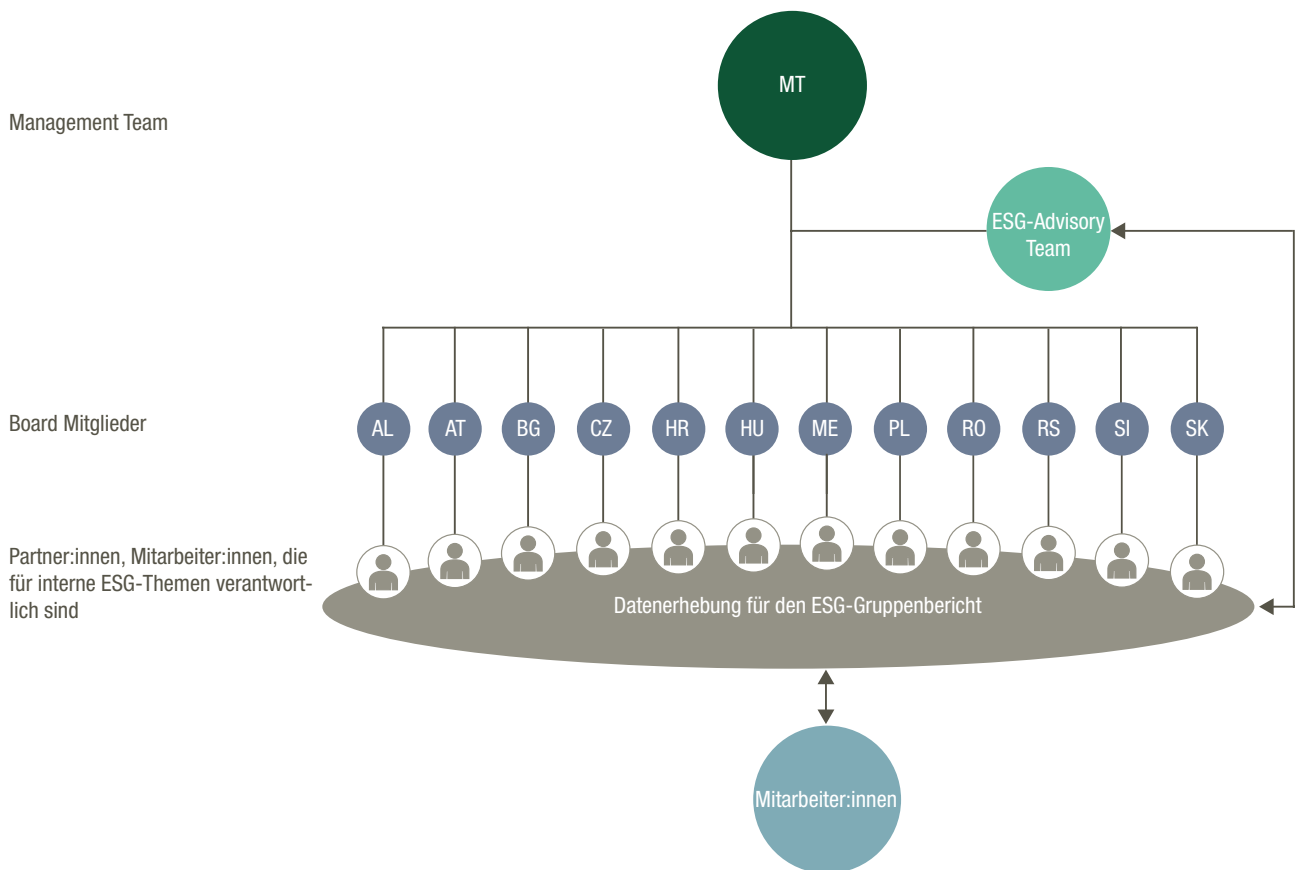 MT
Management Team
ESG-Advisory
Team
Board Mitglieder
AL AT BG CZ HR HU ME PL RO RS SI SK
Partner:innen, Mitarbeiter:innen, die
für interne ESG-Themen verantwort-
lich sind
Datenerhebung für den ESG-Gruppenbericht
Mitarbeiter:innen